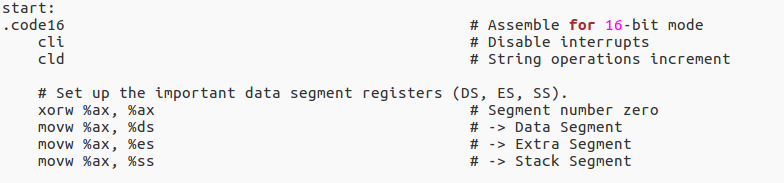 start:
.code16 # Assemble for 16-bit mode
cli # Disable interrupts
cld # String operations increment
# Set up the important data segment registers (DS, ES, SS).
xorw %ax, %ax # Segment number zero
movw %ax, %ds # -> Data Segment
movw %ax, %es # -> Extra Segment
movw %ax, %ss # -> Stack Segment